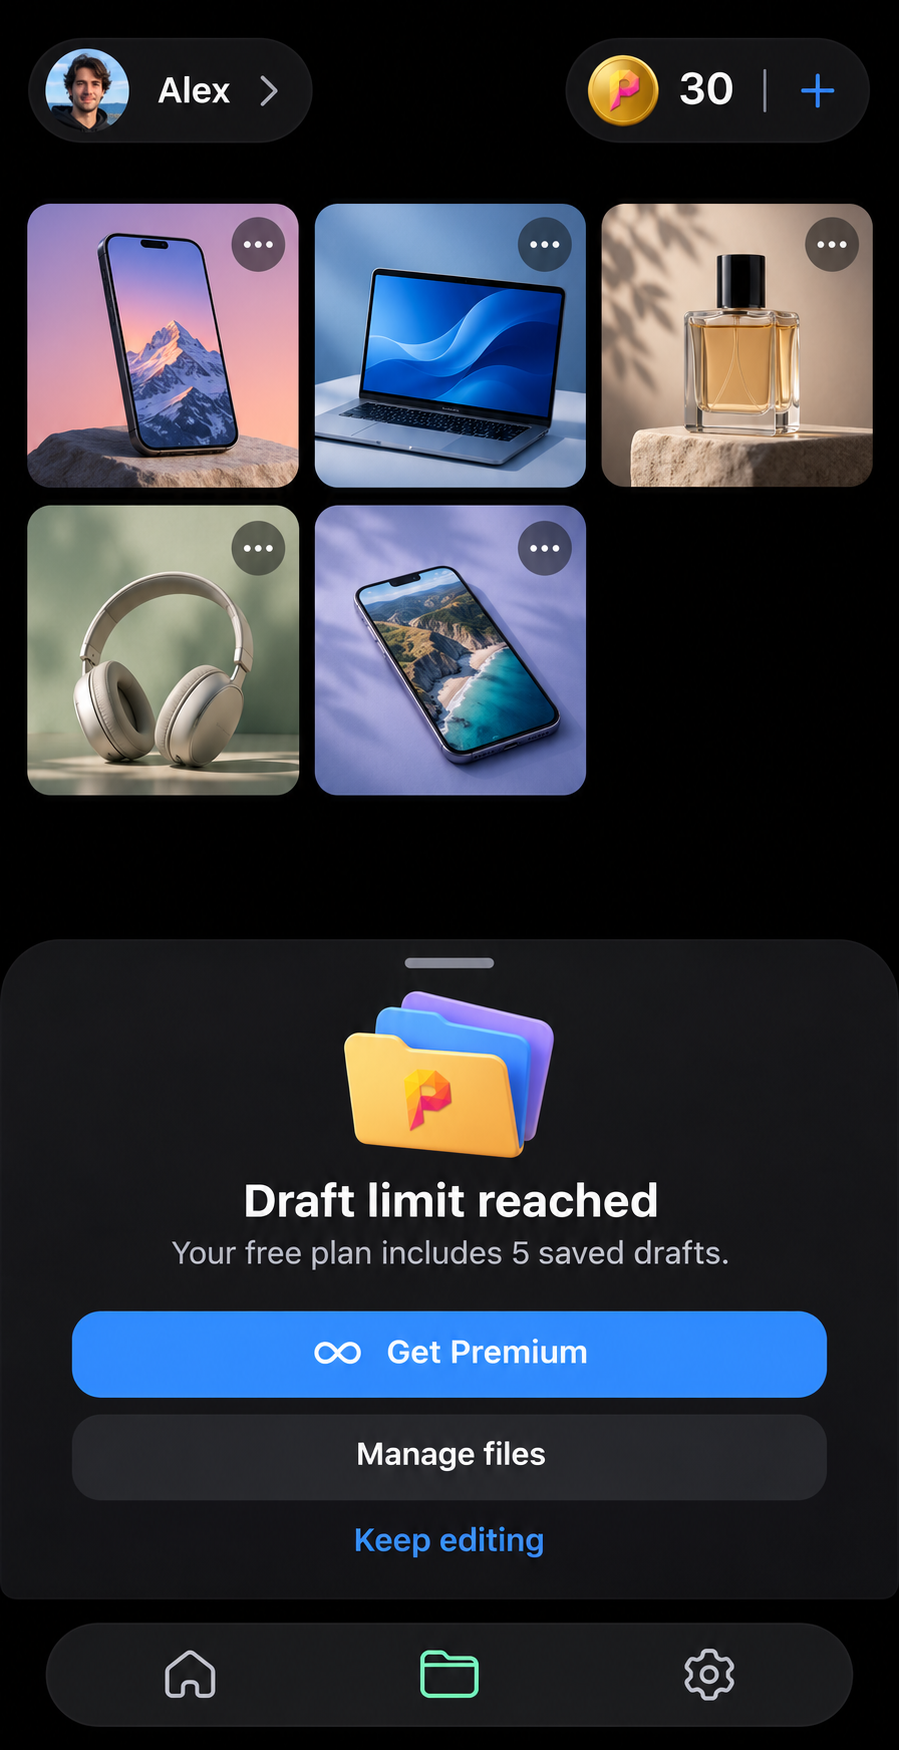 Alex
30
Draft limit reached
Your free plan includes 5 saved drafts.
Get Premium
Manage files
Keep editing